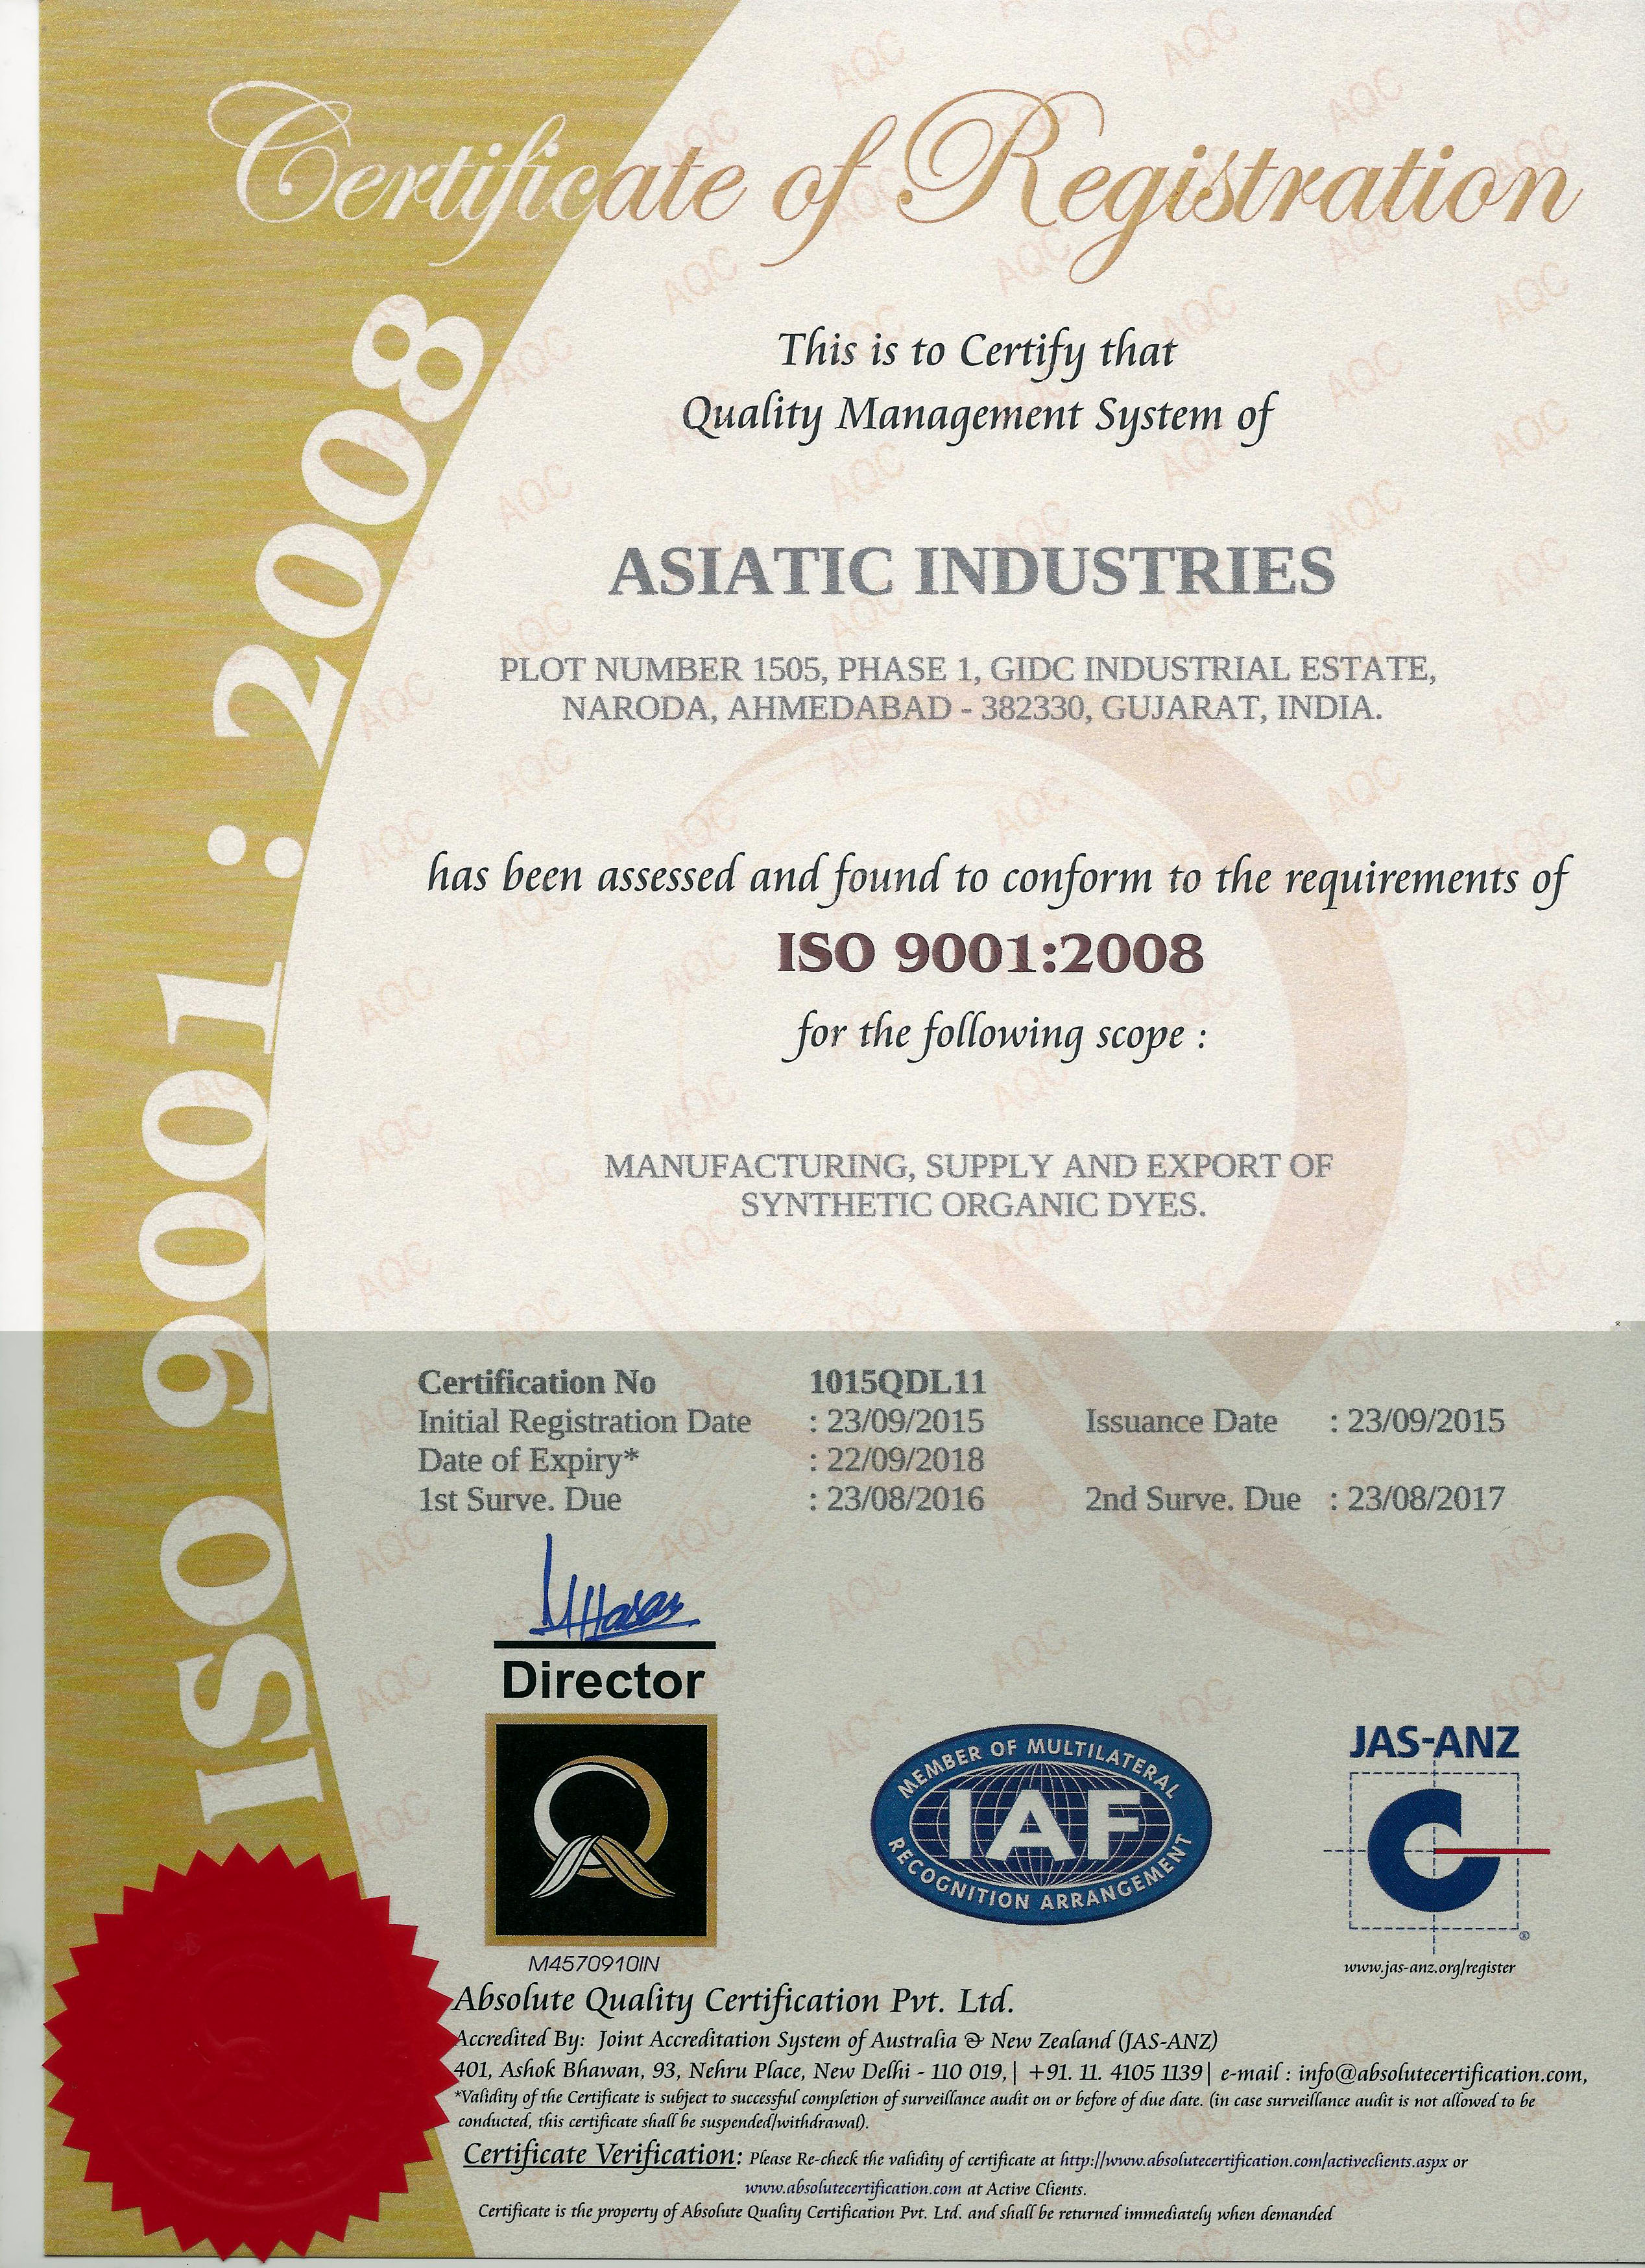 Certificate of Registration
This is to Certify that
Quality Management System of
ASIATIC INDUSTRIES
PLOT NUMBER 1505, PHASE 1, GIDC INDUSTRIAL ESTATE,
NARODA, AHMEDABAD - 382330, GUJARAT, INDIA.
has been assessed and found to conform to the requirements of
ISO 9001:2008
for the following scope :
MANUFACTURING, SUPPLY AND EXPORT OF
SYNTHETIC ORGANIC DYES.
ISO 9001 : 2008
Certification No 1015QDL11
Initial Registration Date : 23/09/2015 Issuance Date : 23/09/2015
Date of Expiry* : 22/09/2018
1st Surve. Due : 23/08/2016 2nd Surve. Due : 23/08/2017
Director
M4570910IN
MEMBER OF MULTILATERAL
IAF
RECOGNITION ARRANGEMENT
JAS-ANZ
®
www.jas-anz.org/register
Absolute Quality Certification Pvt. Ltd.
Accredited By: Joint Accreditation System of Australia & New Zealand (JAS-ANZ)
401, Ashok Bhawan, 93, Nehru Place, New Delhi - 110 019,| +91. 11. 4105 1139| e-mail : info@absolutecertification.com,
*Validity of the Certificate is subject to successful completion of surveillance audit on or before of due date. (in case surveillance audit is not allowed to be
conducted, this certificate shall be suspended/withdrawal).
Certificate Verification: Please Re-check the validity of certificate at http://www.absolutecertification.com/activeclients.aspx or
www.absolutecertification.com at Active Clients.
Certificate is the property of Absolute Quality Certification Pvt. Ltd. and shall be returned immediately when demanded
AQC